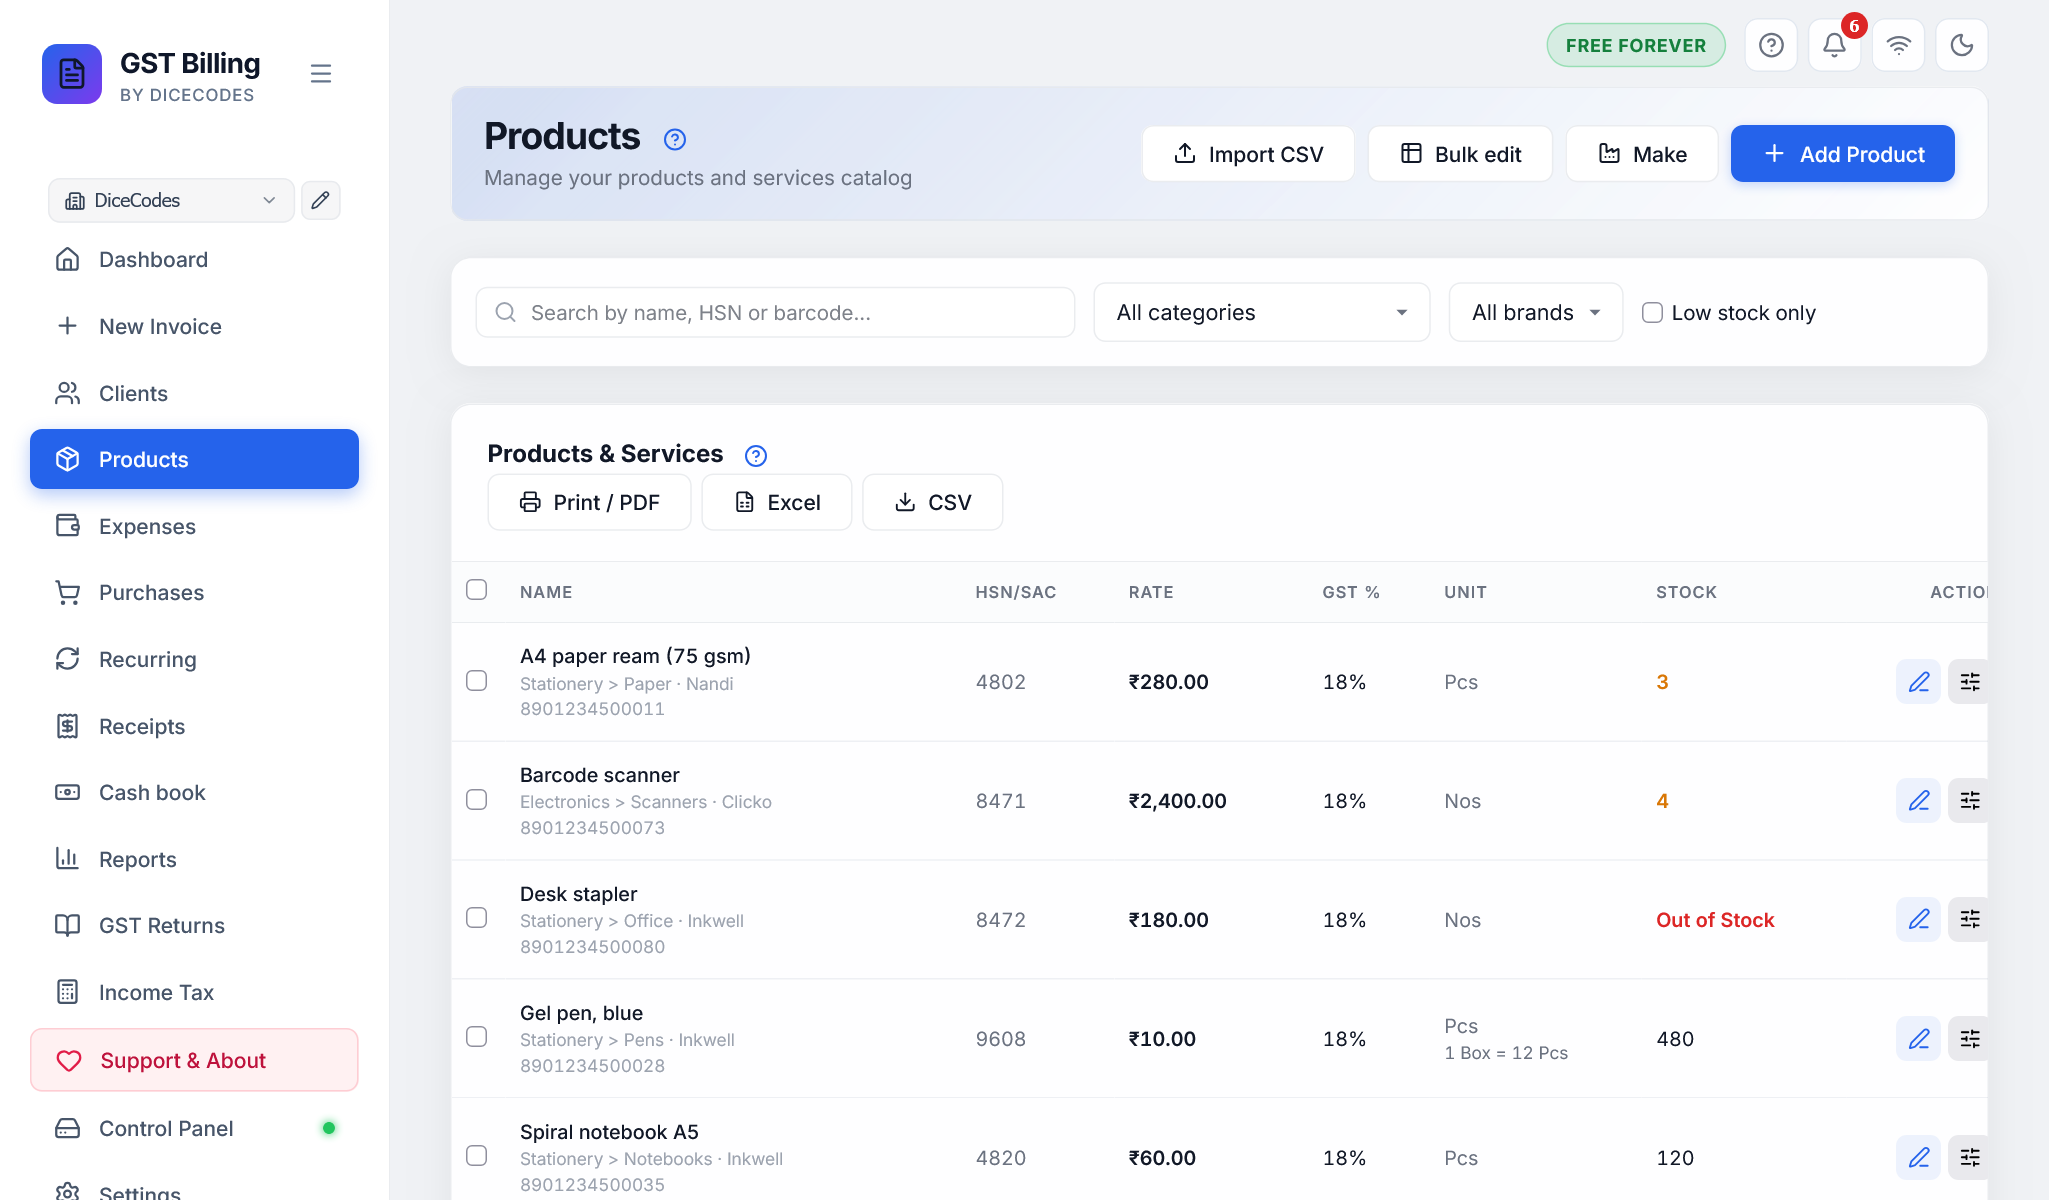 GST Billing
BY DICECODES
DiceCodes
Dashboard
New Invoice
Clients
Products
Expenses
Purchases
Recurring
Receipts
Cash book
Reports
GST Returns
Income Tax
Support & About
Control Panel
Settings
FREE FOREVER
6
Products
Manage your products and services catalog
Import CSV
Bulk edit
Make
Add Product
Search by name, HSN or barcode...
All categories
All brands
Low stock only
Products & Services
Print / PDF
Excel
CSV
NAME HSN/SAC RATE GST % UNIT STOCK ACTIO
A4 paper ream (75 gsm)
Stationery > Paper · Nandi
8901234500011
4802 ₹280.00 18% Pcs 3
Barcode scanner
Electronics > Scanners · Clicko
8901234500073
8471 ₹2,400.00 18% Nos 4
Desk stapler
Stationery > Office · Inkwell
8901234500080
8472 ₹180.00 18% Nos Out of Stock
Gel pen, blue
Stationery > Pens · Inkwell
8901234500028
9608 ₹10.00 18% Pcs
1 Box = 12 Pcs
480
Spiral notebook A5
Stationery > Notebooks · Inkwell
8901234500035
4820 ₹60.00 18% Pcs 120